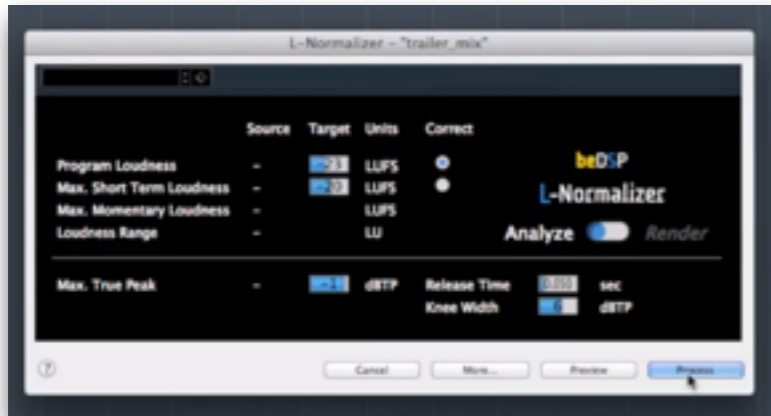 L-Normalizer - "trailer_mix"
Source Target Units Correct
Program Loudness - -23 LUFS
Max. Short Term Loudness - -20 LUFS
Max. Momentary Loudness - LUFS
Loudness Range - LU
beDSP
L-Normalizer
Analyze Render
Max. True Peak - -1 dBTP
Release Time sec
Knee Width 6 dBTP
? Cancel More... Preview Process